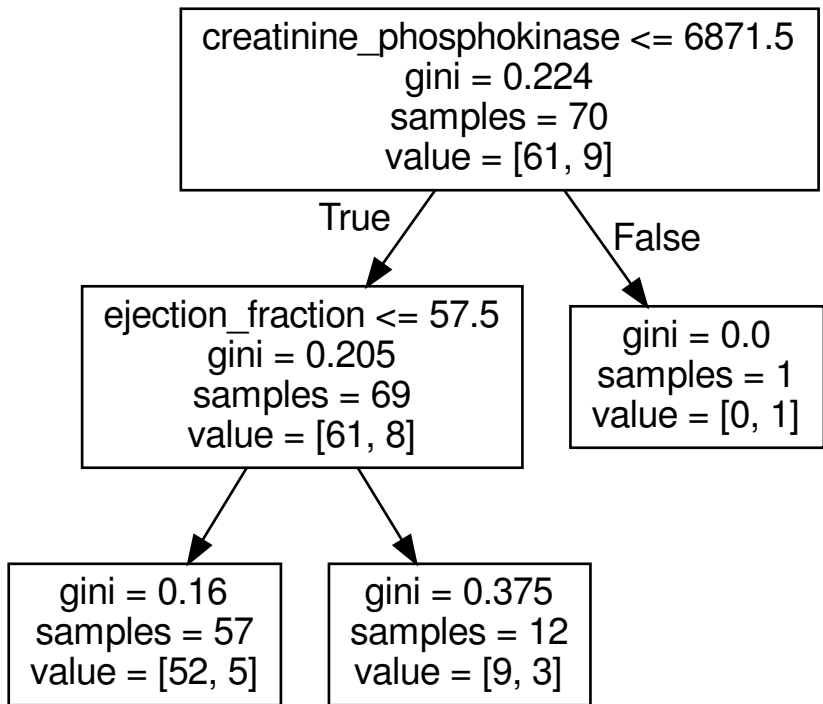 creatinine_phosphokinase <= 6871.5
gini = 0.224
samples = 70
value = [61, 9]
True
False
ejection_fraction <= 57.5
gini = 0.205
samples = 69
value = [61, 8]
gini = 0.0
samples = 1
value = [0, 1]
gini = 0.16
samples = 57
value = [52, 5]
gini = 0.375
samples = 12
value = [9, 3]